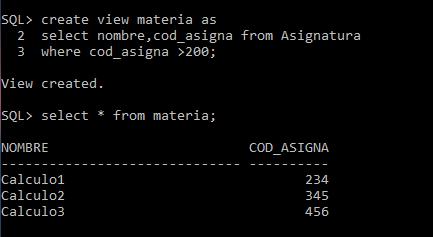 SQL> create view materia as
  2  select nombre,cod_asigna from Asignatura
  3  where cod_asigna >200;
View created.
SQL> select * from materia;
NOMBRE                         COD_ASIGNA
------------------------------ ----------
Calculo1                              234
Calculo2                              345
Calculo3                              456